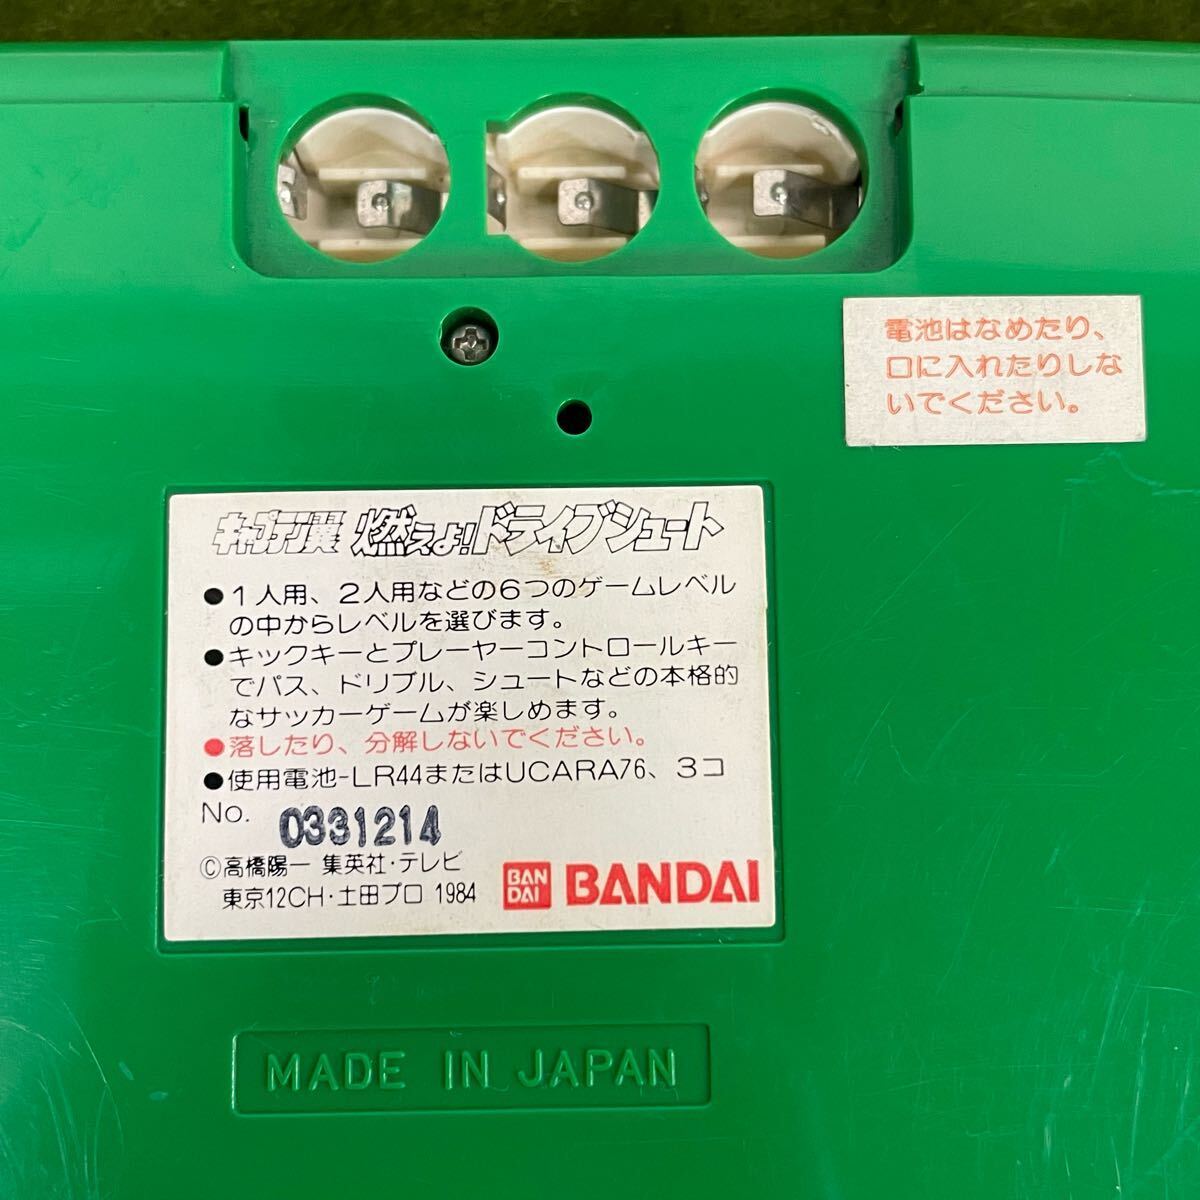 電池はなめたり、
口に入れたりしな
いでください。
キャプテン翼 燃えよ!ドライブシュート
●1人用、2人用などの6つのゲームレベル
の中からレベルを選びます。
●キックキーとプレーヤーコントロールキー
でパス、ドリブル、シュートなどの本格的
なサッカーゲームが楽しめます。
●落したり、分解しないでください。
●使用電池-LR44またはUCARA76、3コ
No. 0331214
©高橋陽一 集英社・テレビ
東京12CH・土田プロ 1984
BAN
DAI BANDAI
MADE IN JAPAN